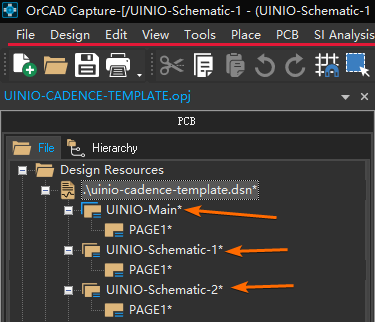 OrCAD Capture-[/UINIO-Schematic-1 - (UINIO-Schematic-1
File Design Edit View Tools Place PCB SI Analysis
UINIO-CADENCE-TEMPLATE.opj
PCB
File Hierarchy
Design Resources
.\uinio-cadence-template.dsn*
UINIO-Main*
PAGE1*
UINIO-Schematic-1*
PAGE1*
UINIO-Schematic-2*
PAGE1*